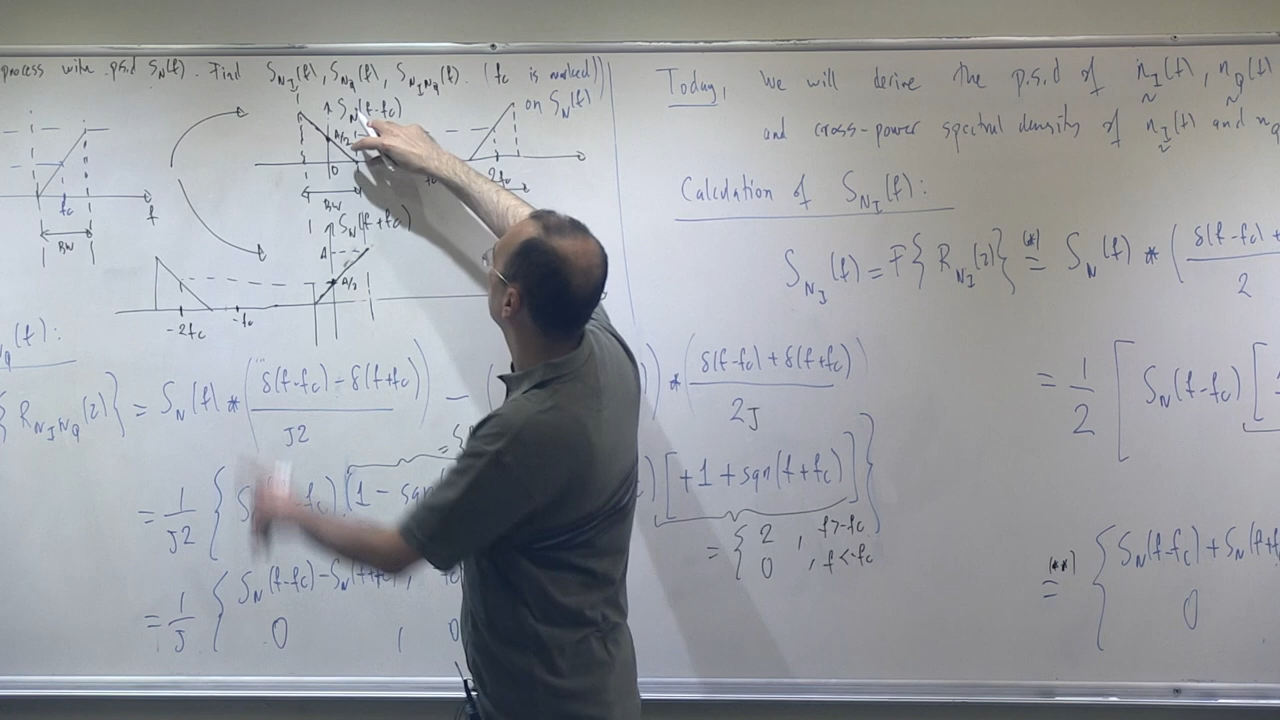 process with p.s.d S_N(f). Find S_{N_I}(f), S_{N_Q}(f), S_{N_I N_Q}(f). (fc is marked)
on S_N(f)
S_N(f-fc)
A/2
0
2fc
BW
fc
f
BW
S_N(f+fc)
A
A/2
-2fc
-fc
(f):
{ R_{N_I N_Q}(τ) } = S_N(f) * ( δ(f-fc) - δ(f+fc) / J2 ) - ( ) * ( δ(f-fc) + δ(f+fc) / 2J )
= 1/J2 { (1 - sgn [ +1 + sgn(f+fc) ] }
= { 2 , f>-fc
0 , f<-fc
= 1/J { S_N(f-fc) - S_N(f+fc),
0 ,
Today, we will derive the p.s.d of n_I(t), n_Q(t)
and cross-power spectral density of n_I(t) and n_Q
Calculation of S_{N_I}(f):
S_{N_I}(f) = F{ R_{N_I}(τ) } (*)= S_N(f) * ( δ(f-fc) + / 2
= 1/2 [ S_N(f-fc) [
(**)= { S_N(f-fc) + S_N(f+f
0